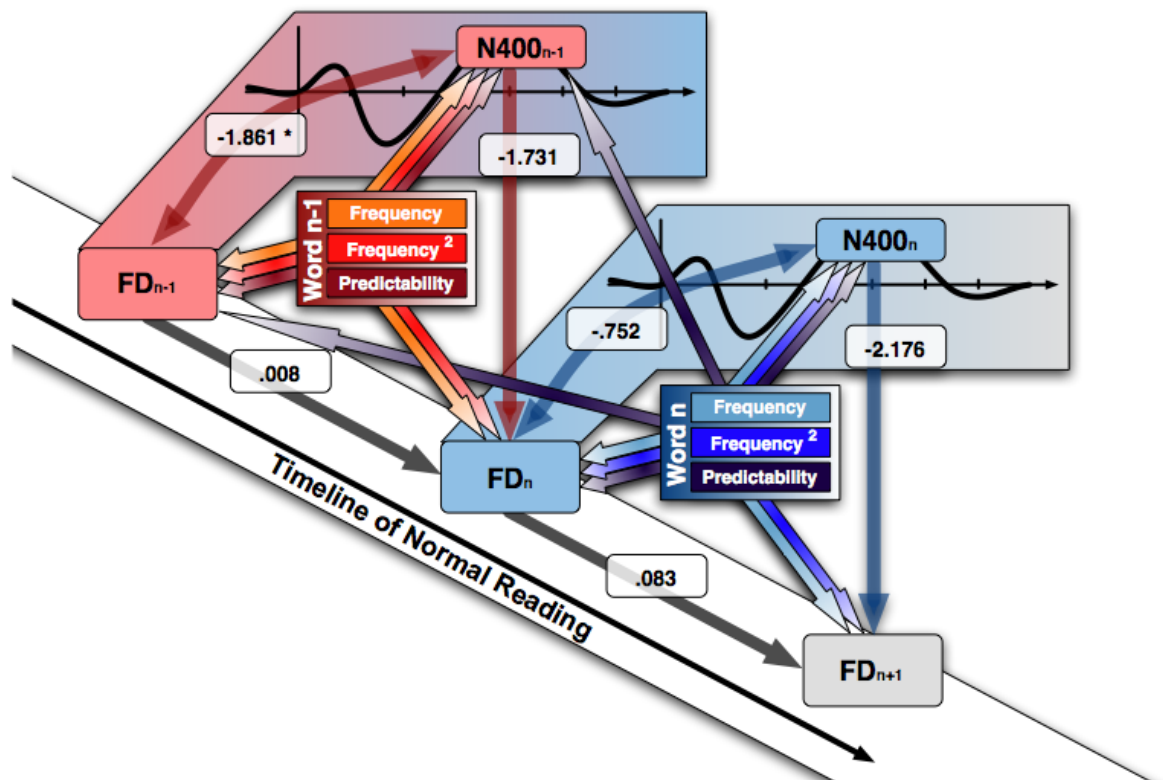 N400n-1
-1.861 *
-1.731
Word n-1
Frequency
Frequency 2
Predictability
N400n
FDn-1
-.752
-2.176
.008
Word n
Frequency
Frequency 2
Predictability
FDn
Timeline of Normal Reading
.083
FDn+1